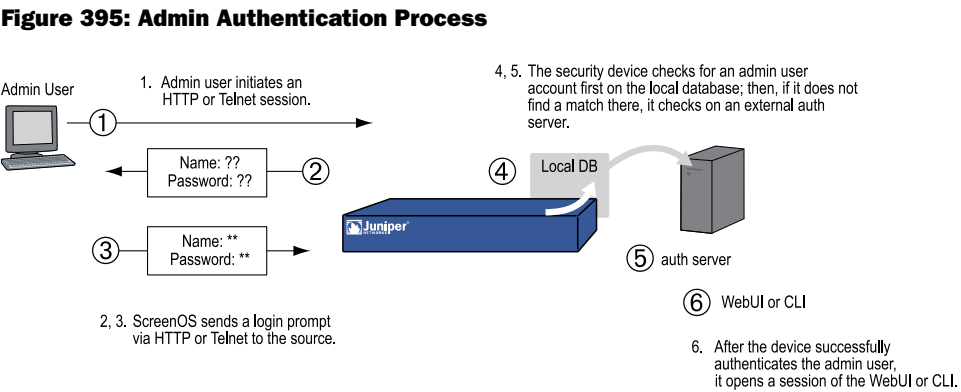 Figure 395: Admin Authentication Process
Admin User
1. Admin user initiates an
HTTP or Telnet session.
4, 5. The security device checks for an admin user
account first on the local database; then, if it does not
find a match there, it checks on an external auth
server.
1
Name: ??
Password: ??
2
4
Local DB
Juniper
NETWORKS
3
Name: **
Password: **
5 auth server
6 WebUI or CLI
2, 3. ScreenOS sends a login prompt
via HTTP or Telnet to the source.
6. After the device successfully
authenticates the admin user,
it opens a session of the WebUI or CLI.